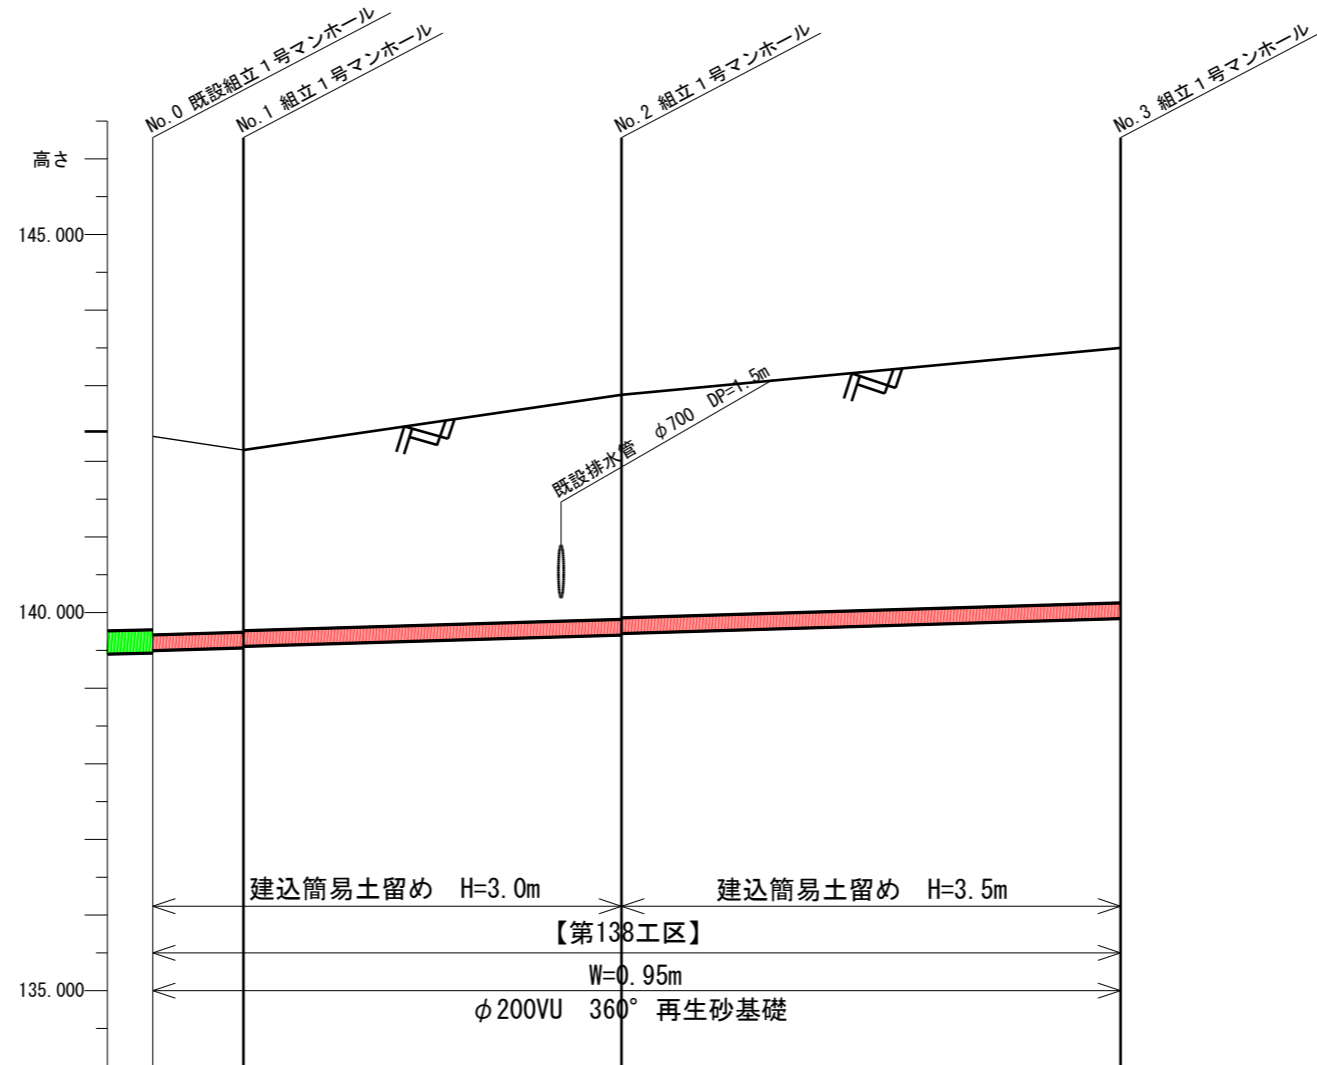 No.0 既設組立1号マンホール
No.1 組立1号マンホール
No.2 組立1号マンホール
No.3 組立1号マンホール
高さ
145.000
既設排水管 φ700 DP=1.5m
140.000
建込簡易土留め H=3.0m
建込簡易土留め H=3.5m
【第138工区】
W=0.95m
135.000
φ200VU 360° 再生砂基礎